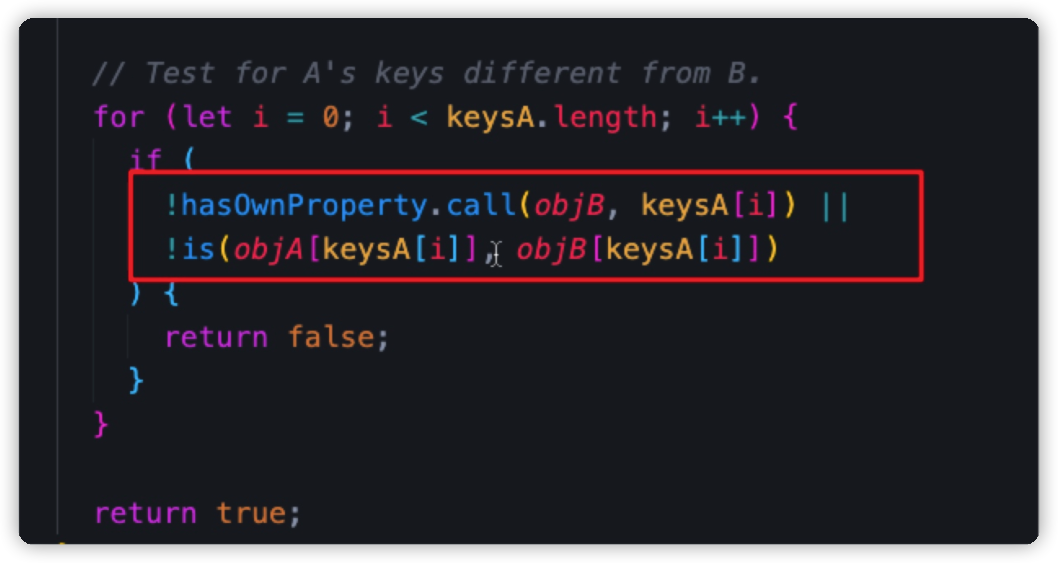 // Test for A's keys different from B.
for (let i = 0; i < keysA.length; i++) {
if (
!hasOwnProperty.call(objB, keysA[i]) ||
!is(objA[keysA[i]], objB[keysA[i]])
) {
return false;
}
}
return true;